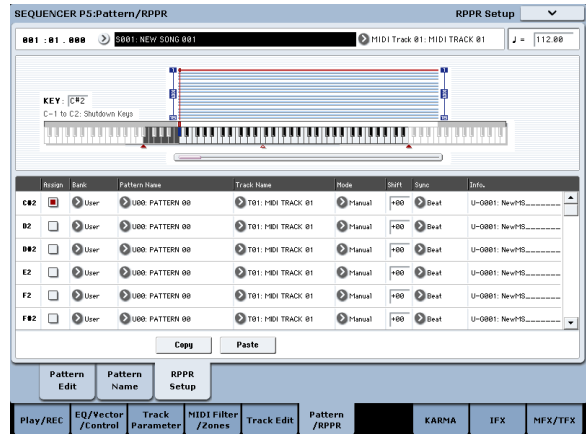 SEQUENCER P5:Pattern/RPPR RPPR Setup
001 :01 . 000 S001: NEW SONG 001 MIDI Track 01: MIDI TRACK 01 ♩ = 112.00
KEY: C#2
C-1 to C2: Shutdown Keys
Assign Bank Pattern Name Track Name Mode Shift Sync Info.
C#2 User U00: PATTERN 00 T01: MIDI TRACK 01 Manual +00 Beat U-G001: NewMS_______
D2 User U00: PATTERN 00 T01: MIDI TRACK 01 Manual +00 Beat U-G001: NewMS_______
D#2 User U00: PATTERN 00 T01: MIDI TRACK 01 Manual +00 Beat U-G001: NewMS_______
E2 User U00: PATTERN 00 T01: MIDI TRACK 01 Manual +00 Beat U-G001: NewMS_______
F2 User U00: PATTERN 00 T01: MIDI TRACK 01 Manual +00 Beat U-G001: NewMS_______
F#2 User U00: PATTERN 00 T01: MIDI TRACK 01 Manual +00 Beat U-G001: NewMS_______
Copy Paste
Pattern Edit Pattern Name RPPR Setup
Play/REC EQ/Vector /Control Track Parameter MIDI Filter /Zones Track Edit Pattern /RPPR KARMA IFX MFX/TFX